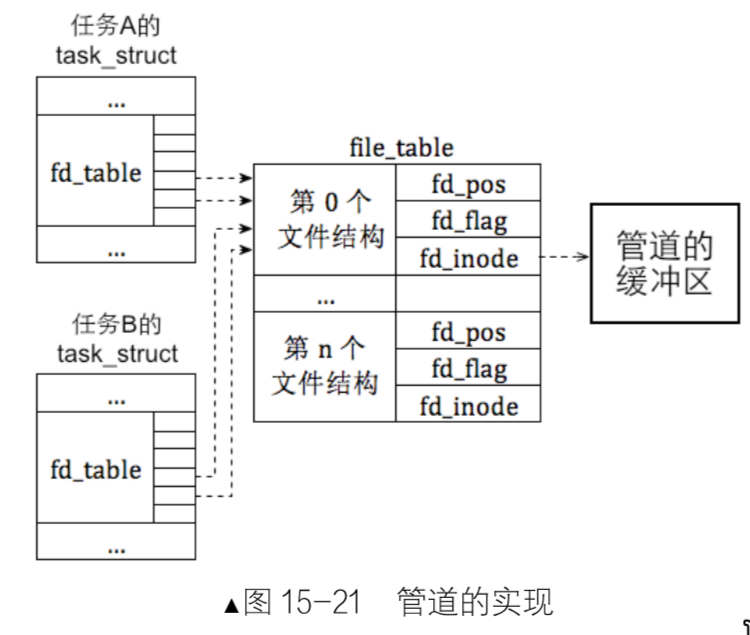 任务A的
task_struct
...
fd_table
...
任务B的
task_struct
...
fd_table
...
file_table
第 0 个
文件结构
fd_pos
fd_flag
fd_inode
...
第 n 个
文件结构
fd_pos
fd_flag
fd_inode
管道的
缓冲区
▲图 15-21 管道的实现